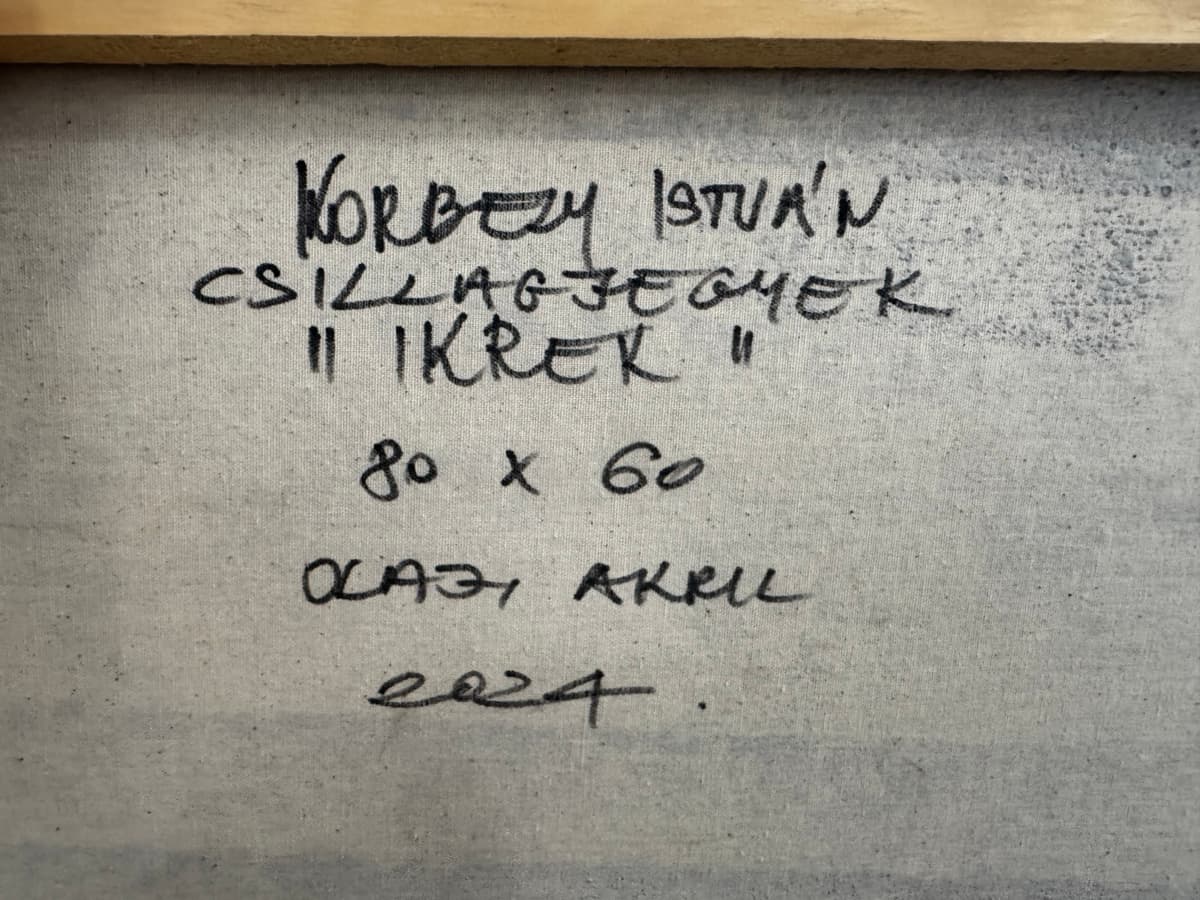 KORBELY ISTVÁN
CSILLAGJEGYEK
" IKREK "
80 x 60
OLAJ, AKRIL
2024.